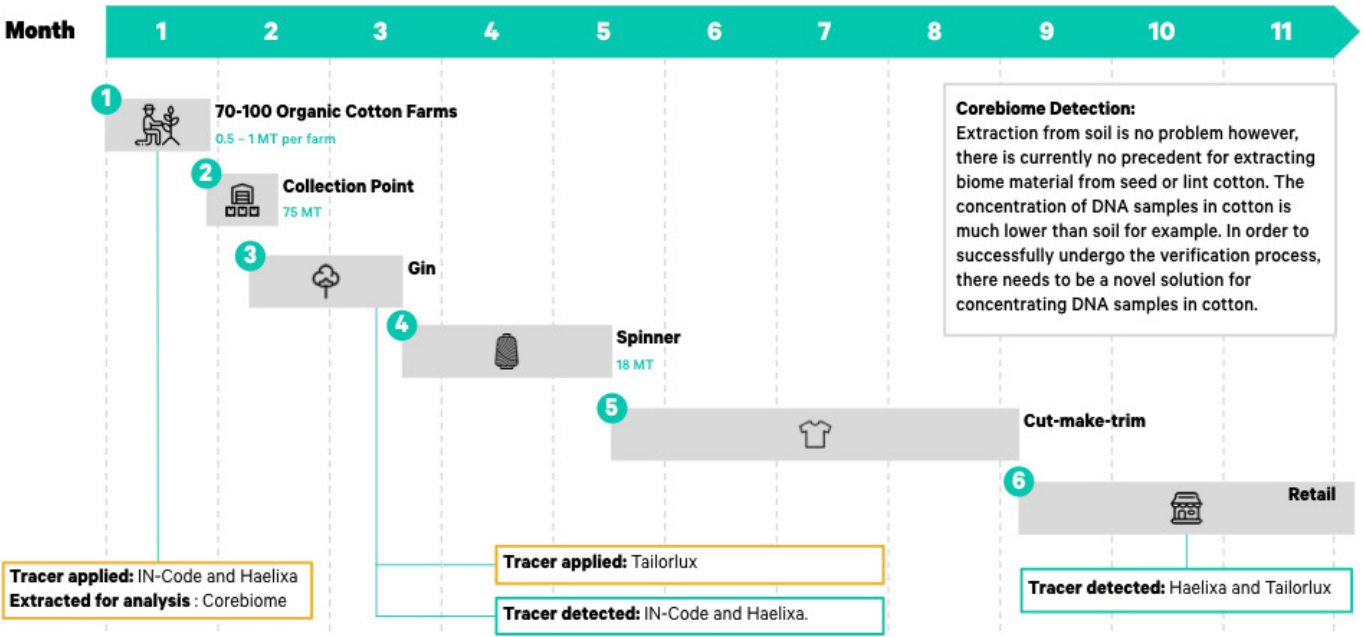 Month 1 2 3 4 5 6 7 8 9 10 11
1
70-100 Organic Cotton Farms
0.5 – 1 MT per farm
2
Collection Point
75 MT
3
Gin
4
Spinner
18 MT
5
Cut-make-trim
6
Retail
Corebiome Detection:
Extraction from soil is no problem however,
there is currently no precedent for extracting
biome material from seed or lint cotton. The
concentration of DNA samples in cotton is
much lower than soil for example. In order to
successfully undergo the verification process,
there needs to be a novel solution for
concentrating DNA samples in cotton.
Tracer applied: IN-Code and Haelixa
Extracted for analysis : Corebiome
Tracer applied: Tailorlux
Tracer detected: IN-Code and Haelixa.
Tracer detected: Haelixa and Tailorlux